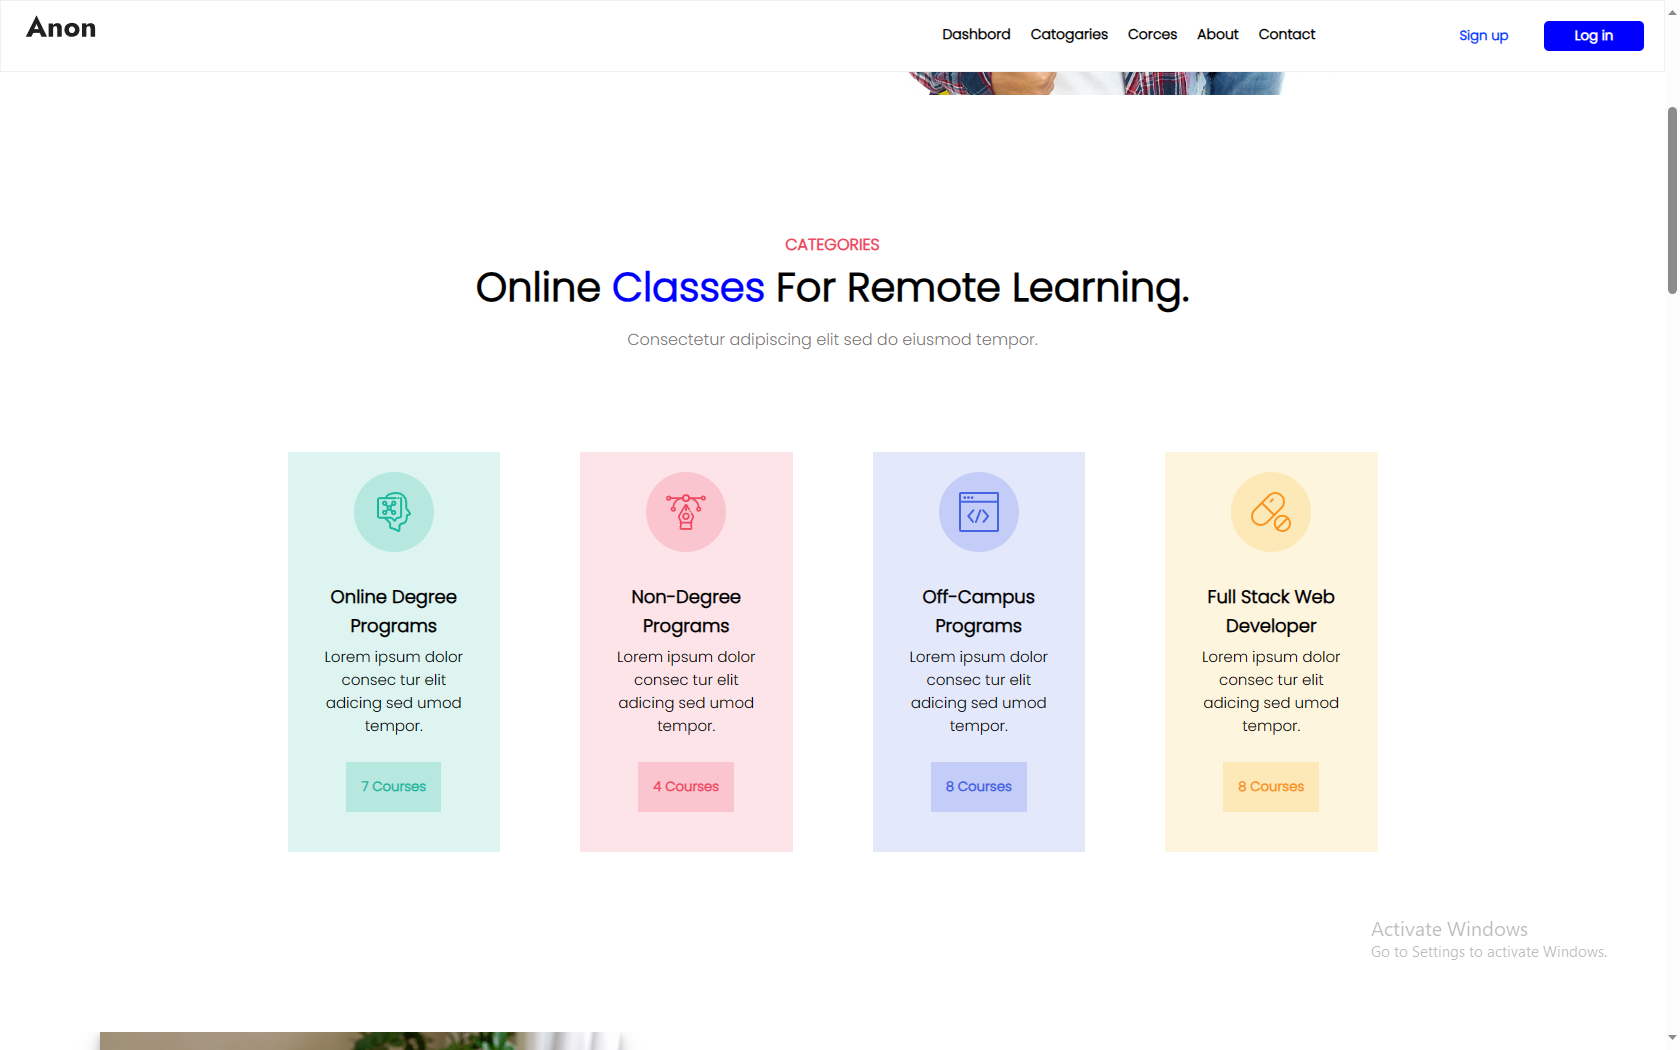 Anon
Dashbord Catogaries Corces About Contact Sign up Log in
CATEGORIES
Online Classes For Remote Learning.
Consectetur adipiscing elit sed do eiusmod tempor.
Online Degree
Programs
Lorem ipsum dolor
consec tur elit
adicing sed umod
tempor.
7 Courses
Non-Degree
Programs
Lorem ipsum dolor
consec tur elit
adicing sed umod
tempor.
4 Courses
Off-Campus
Programs
Lorem ipsum dolor
consec tur elit
adicing sed umod
tempor.
8 Courses
Full Stack Web
Developer
Lorem ipsum dolor
consec tur elit
adicing sed umod
tempor.
8 Courses
Activate Windows
Go to Settings to activate Windows.